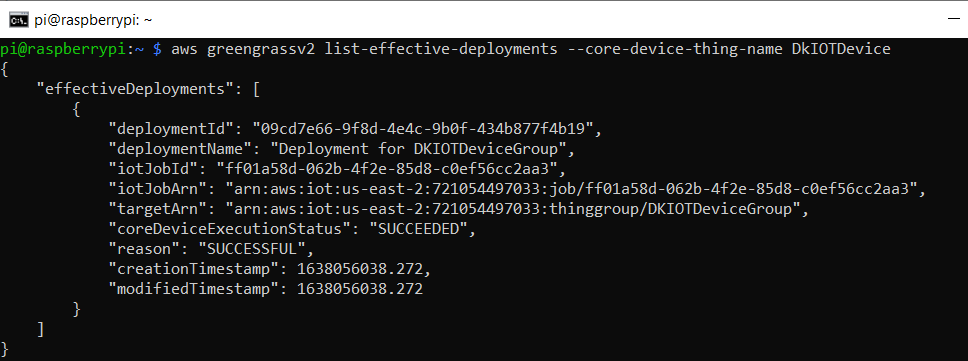 pi@raspberrypi: ~
pi@raspberrypi:~ $ aws greengrassv2 list-effective-deployments --core-device-thing-name DkIOTDevice
{
    "effectiveDeployments": [
        {
            "deploymentId": "09cd7e66-9f8d-4e4c-9b0f-434b877f4b19",
            "deploymentName": "Deployment for DKIOTDeviceGroup",
            "iotJobId": "ff01a58d-062b-4f2e-85d8-c0ef56cc2aa3",
            "iotJobArn": "arn:aws:iot:us-east-2:721054497033:job/ff01a58d-062b-4f2e-85d8-c0ef56cc2aa3",
            "targetArn": "arn:aws:iot:us-east-2:721054497033:thinggroup/DKIOTDeviceGroup",
            "coreDeviceExecutionStatus": "SUCCEEDED",
            "reason": "SUCCESSFUL",
            "creationTimestamp": 1638056038.272,
            "modifiedTimestamp": 1638056038.272
        }
    ]
}